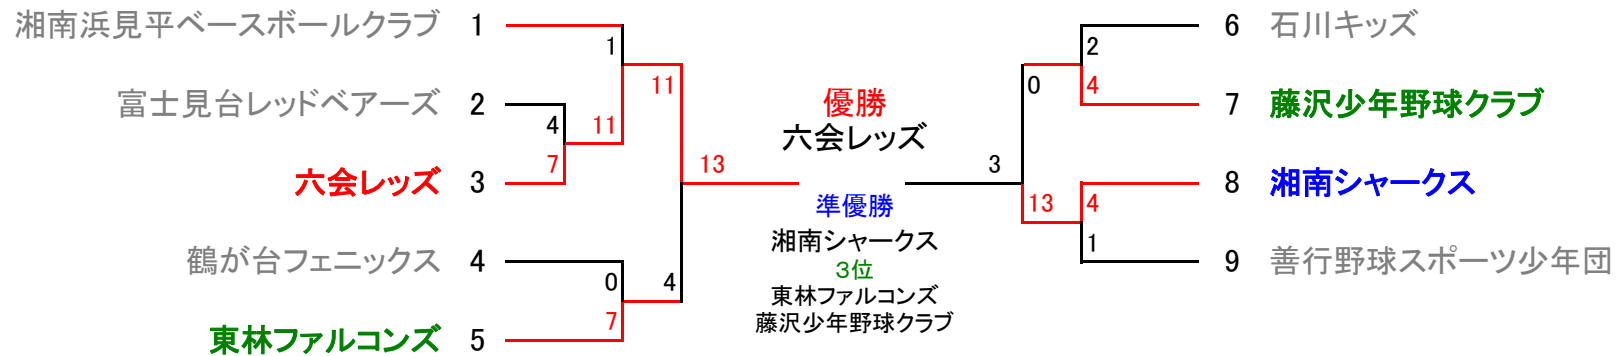 湘南浜見平ベースボールクラブ 1
1
11
富士見台レッドベアーズ 2
4
11
7
六会レッズ 3
13
鶴が台フェニックス 4
0
4
7
東林ファルコンズ 5
優勝
六会レッズ
準優勝
湘南シャークス
3位
東林ファルコンズ
藤沢少年野球クラブ
6 石川キッズ
2
0
4
7 藤沢少年野球クラブ
3
8 湘南シャークス
13
4
1
9 善行野球スポーツ少年団